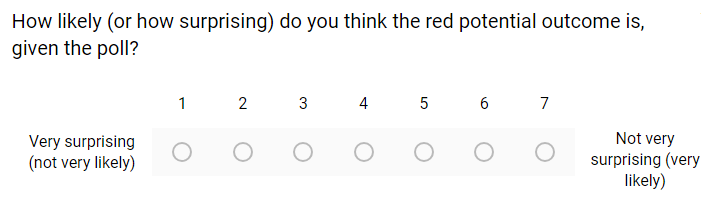 How likely (or how surprising) do you think the red potential outcome is,
given the poll?
1 2 3 4 5 6 7
Very surprising
(not very likely)
Not very
surprising (very
likely)